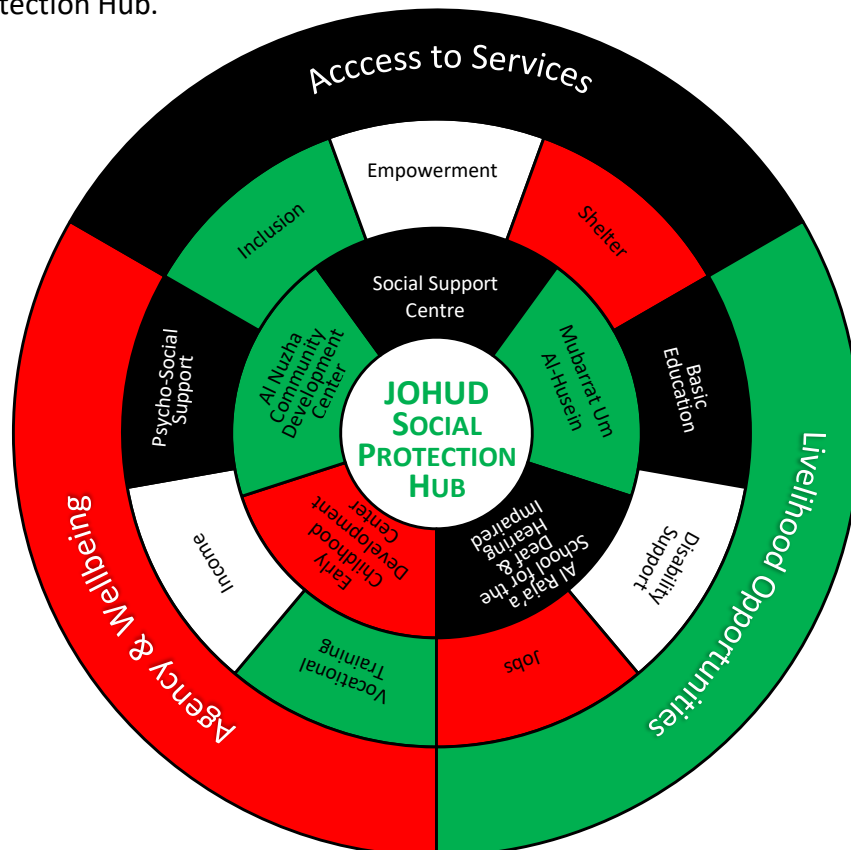 tection Hub.
Acccess to Services
Livelihood Opportunities
Agency & Wellbeing
Empowerment
Shelter
Basic
Education
Disability
Support
Jobs
Vocational
Training
Income
Psycho-Social
Support
Inclusion
Social Support
Centre
Mubarrat Um
Al-Husein
Al Raja'a
School for the
Deaf &
Hearing
Impaired
Early
Childhood
Development
Center
Al Nuzha
Community
Development
Center
JOHUD
SOCIAL
PROTECTION
HUB